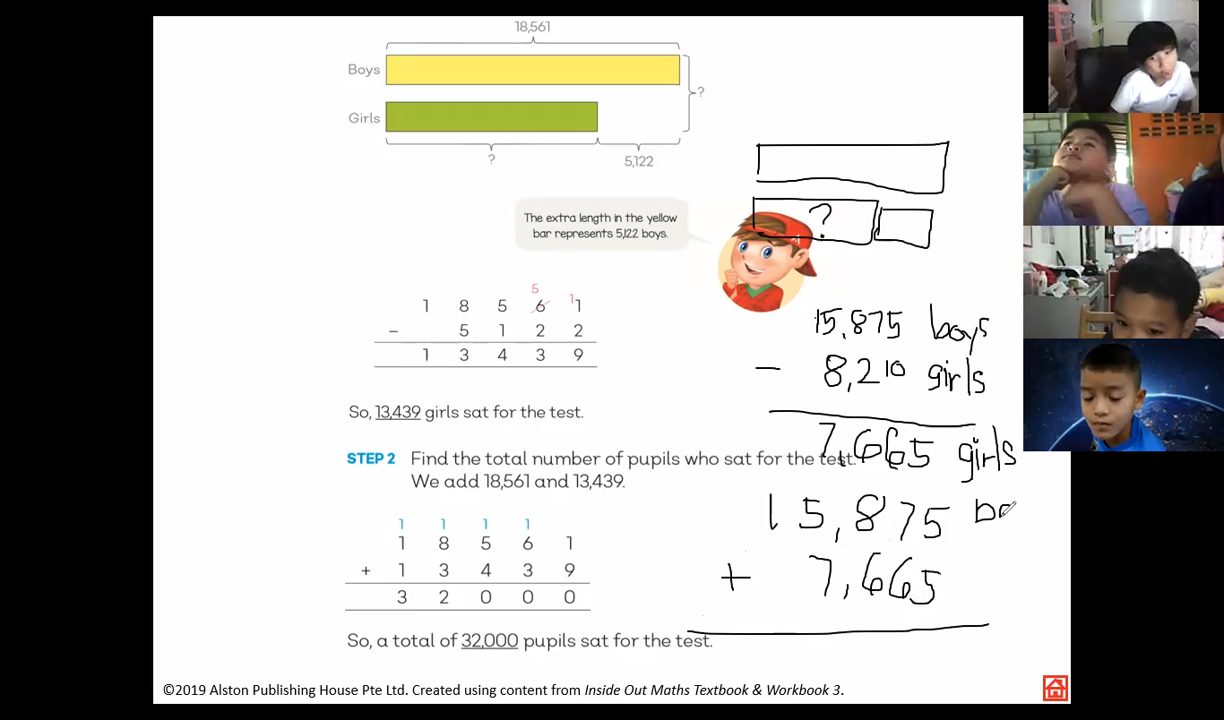 18,561
Boys
?
Girls
?
5,122
The extra length in the yellow
bar represents 5,122 boys.
?
5 1
1 8 5 6 1
− 5 1 2 2
1 3 4 3 9
So, 13,439 girls sat for the test.
STEP 2 Find the total number of pupils who sat for the test.
We add 18,561 and 13,439.
1 1 1 1
1 8 5 6 1
+ 1 3 4 3 9
3 2 0 0 0
So, a total of 32,000 pupils sat for the test.
15,875 boys
− 8,210 girls
7,665 girls
15,875 bo
+ 7,665
©2019 Alston Publishing House Pte Ltd. Created using content from Inside Out Maths Textbook & Workbook 3.